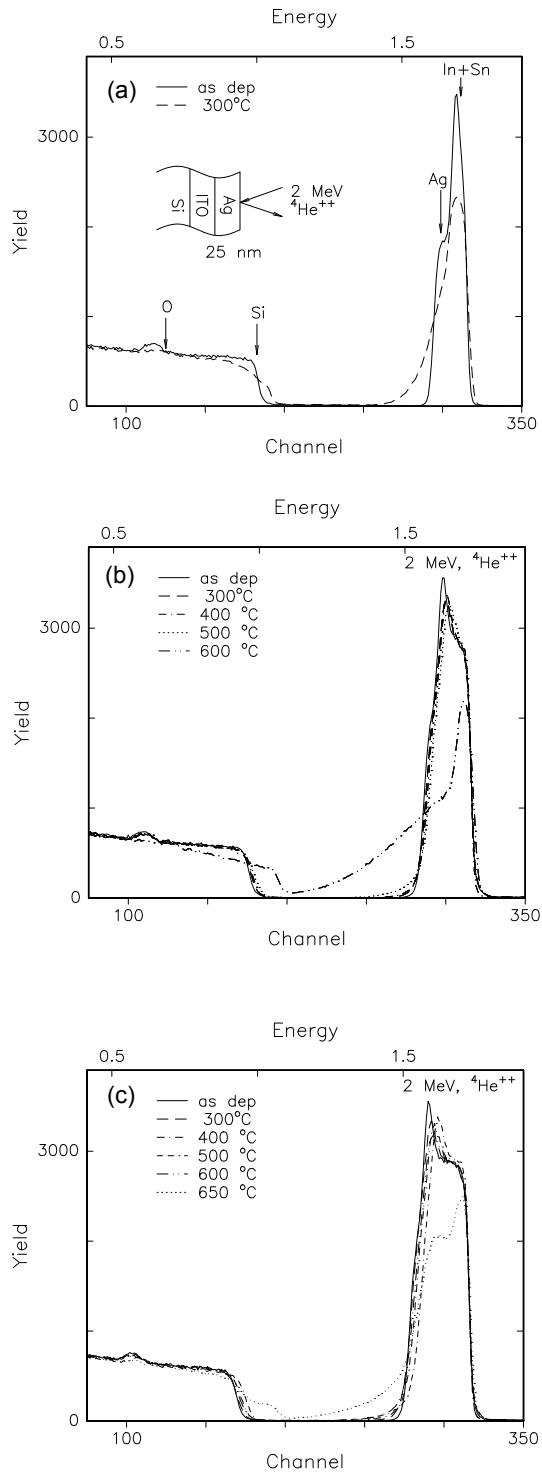 Energy
0.5 1.5
In+Sn
(a)
as dep
300°C
3000
Ag
2 MeV
⁴He⁺⁺
Si ITO Ag
25 nm
Yield
O
Si
0
100 350
Channel
Energy
0.5 1.5
2 MeV, ⁴He⁺⁺
(b)
as dep
300°C
400 °C
500 °C
600 °C
3000
Yield
0
100 350
Channel
Energy
0.5 1.5
2 MeV, ⁴He⁺⁺
(c)
as dep
300°C
400 °C
500 °C
600 °C
650 °C
3000
Yield
0
100 350
Channel